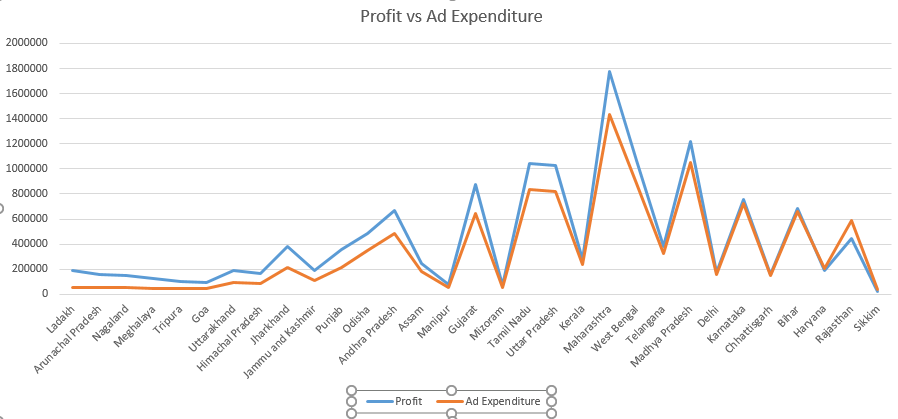 Profit vs Ad Expenditure
2000000
1800000
1600000
1400000
1200000
1000000
800000
600000
400000
200000
0
Ladakh
Arunachal Pradesh
Nagaland
Meghalaya
Tripura
Goa
Uttarakhand
Himachal Pradesh
Jharkhand
Jammu and Kashmir
Punjab
Odisha
Andhra Pradesh
Assam
Manipur
Gujarat
Mizoram
Tamil Nadu
Uttar Pradesh
Kerala
Maharashtra
West Bengal
Telangana
Madhya Pradesh
Delhi
Karnataka
Chhattisgarh
Bihar
Haryana
Rajasthan
Sikkim
Profit Ad Expenditure